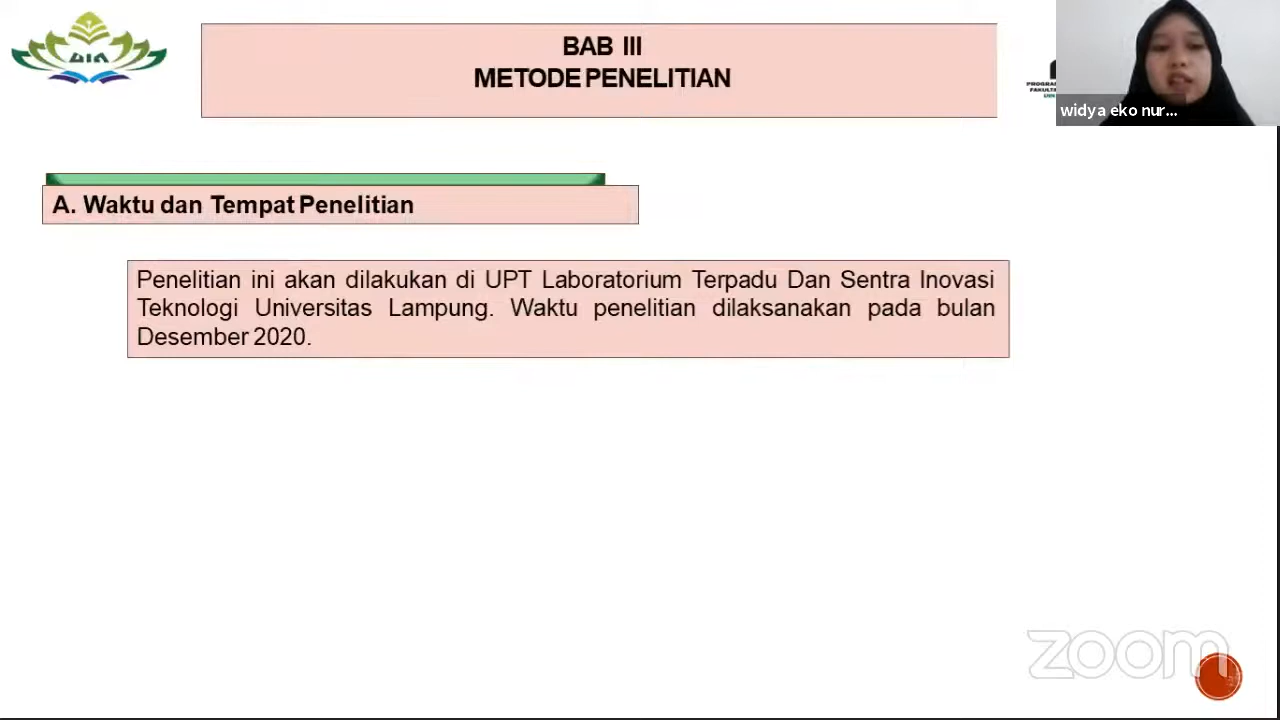 BAB III
METODE PENELITIAN
widya eko nur...
A. Waktu dan Tempat Penelitian
Penelitian ini akan dilakukan di UPT Laboratorium Terpadu Dan Sentra Inovasi
Teknologi Universitas Lampung. Waktu penelitian dilaksanakan pada bulan
Desember 2020.
zoom